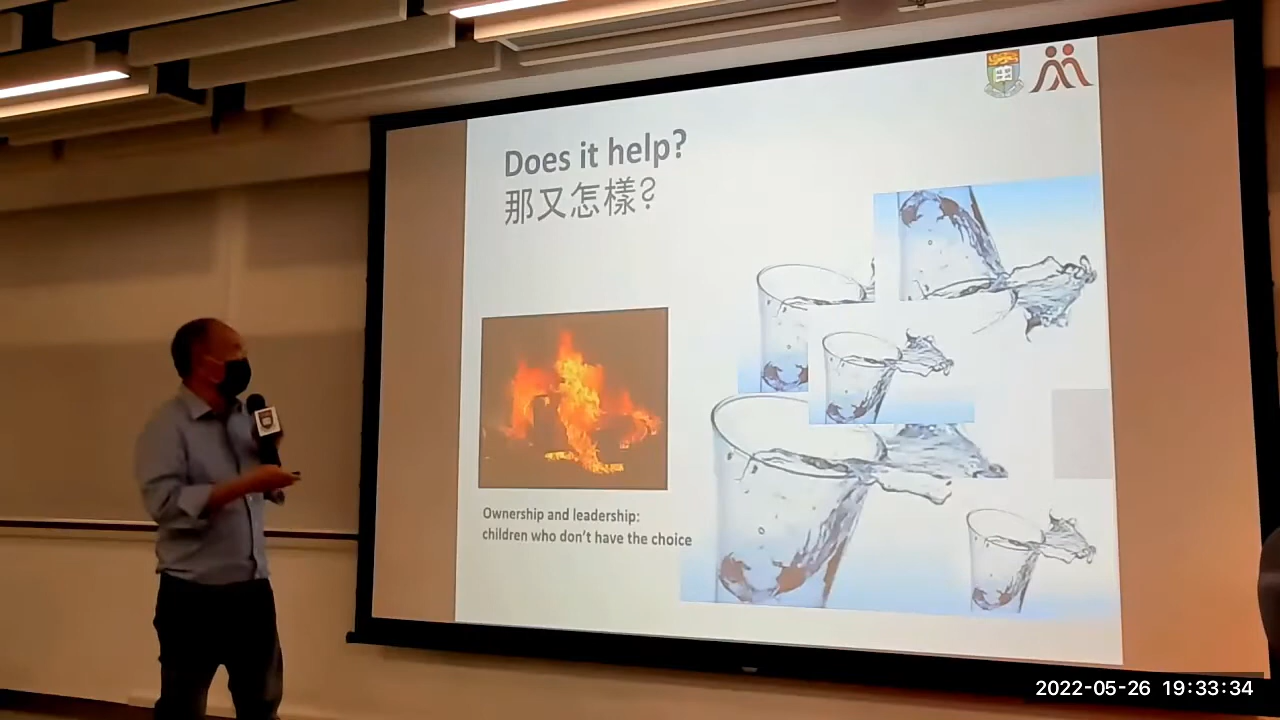 Does it help?
那又怎樣?
Ownership and leadership:
children who don't have the choice
2022-05-26 19:33:34